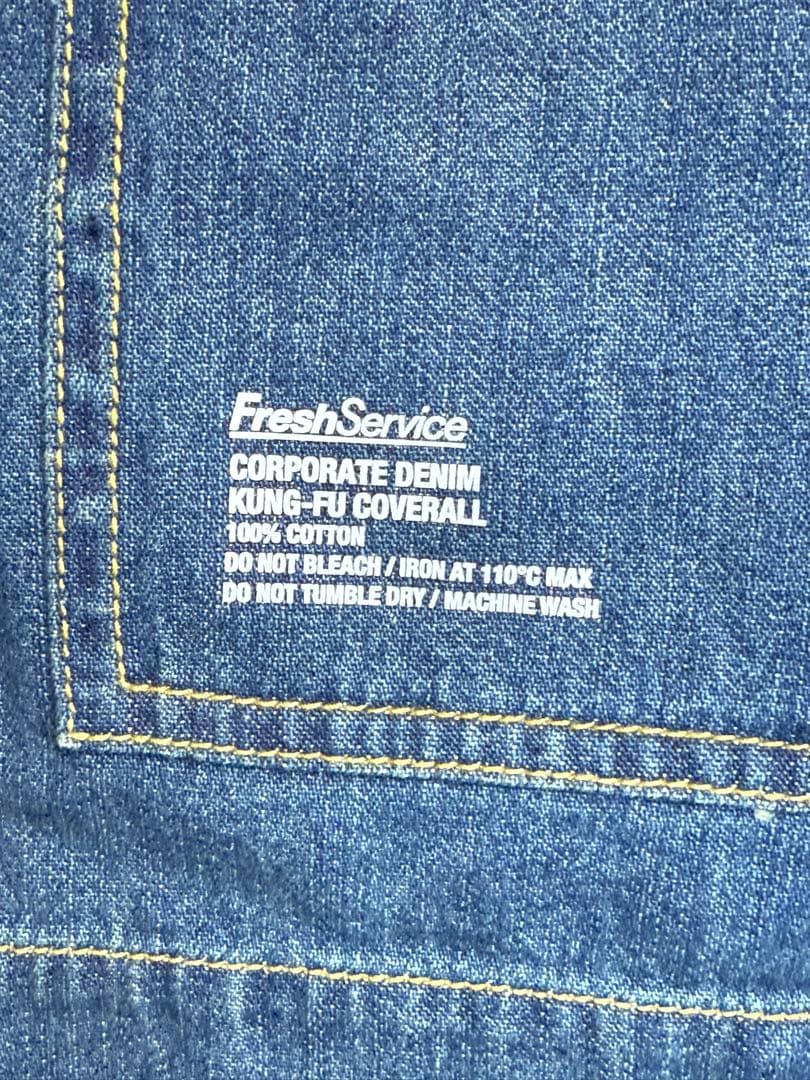 FreshService
CORPORATE DENIM
KUNG-FU COVERALL
100% COTTON
DO NOT BLEACH / IRON AT 110°C MAX
DO NOT TUMBLE DRY / MACHINE WASH